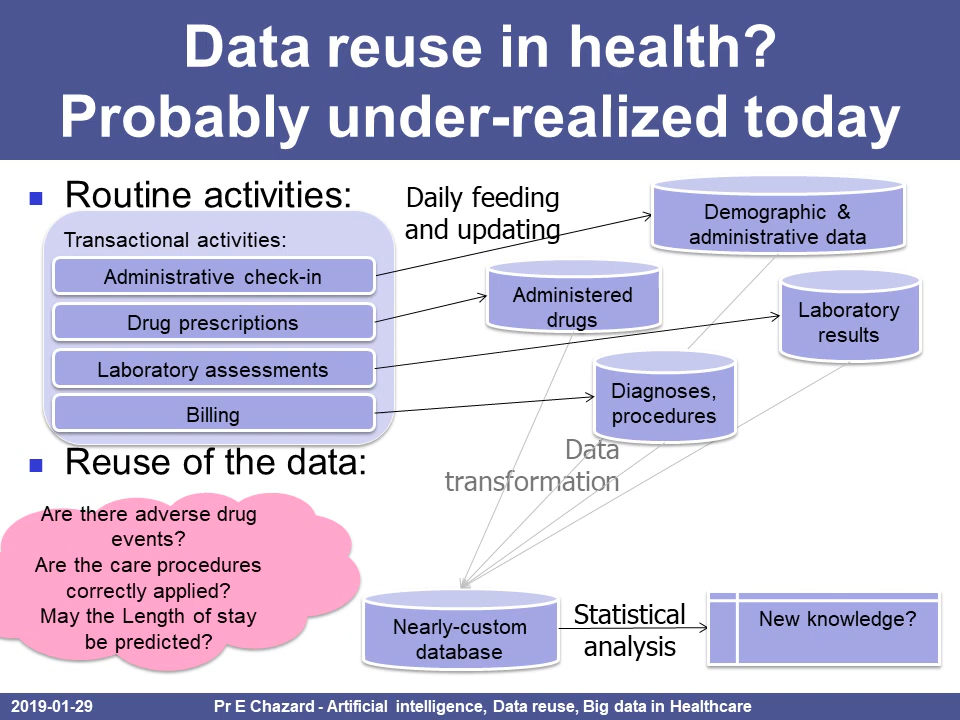 Data reuse in health?
Probably under-realized today
Routine activities:
Transactional activities:
Administrative check-in
Drug prescriptions
Laboratory assessments
Billing
Daily feeding
and updating
Demographic &
administrative data
Administered
drugs
Laboratory
results
Diagnoses,
procedures
Data
transformation
Reuse of the data:
Are there adverse drug
events?
Are the care procedures
correctly applied?
May the Length of stay
be predicted?
Nearly-custom
database
Statistical
analysis
New knowledge?
2019-01-29
Pr E Chazard - Artificial intelligence, Data reuse, Big data in Healthcare